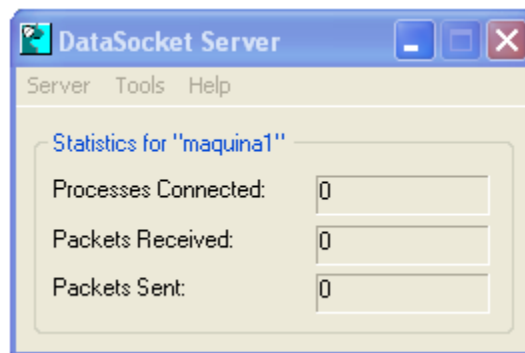 DataSocket Server
Server Tools Help
Statistics for "maquina1"
Processes Connected: 0
Packets Received: 0
Packets Sent: 0